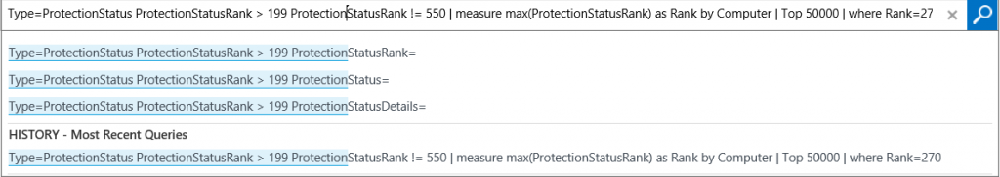 Type=ProtectionStatus ProtectionStatusRank > 199 ProtectionStatusRank != 550 | measure max(ProtectionStatusRank) as Rank by Computer | Top 50000 | where Rank=27
Type=ProtectionStatus ProtectionStatusRank > 199 ProtectionStatusRank=
Type=ProtectionStatus ProtectionStatusRank > 199 ProtectionStatus=
Type=ProtectionStatus ProtectionStatusRank > 199 ProtectionStatusDetails=
HISTORY - Most Recent Queries
Type=ProtectionStatus ProtectionStatusRank > 199 ProtectionStatusRank != 550 | measure max(ProtectionStatusRank) as Rank by Computer | Top 50000 | where Rank=270